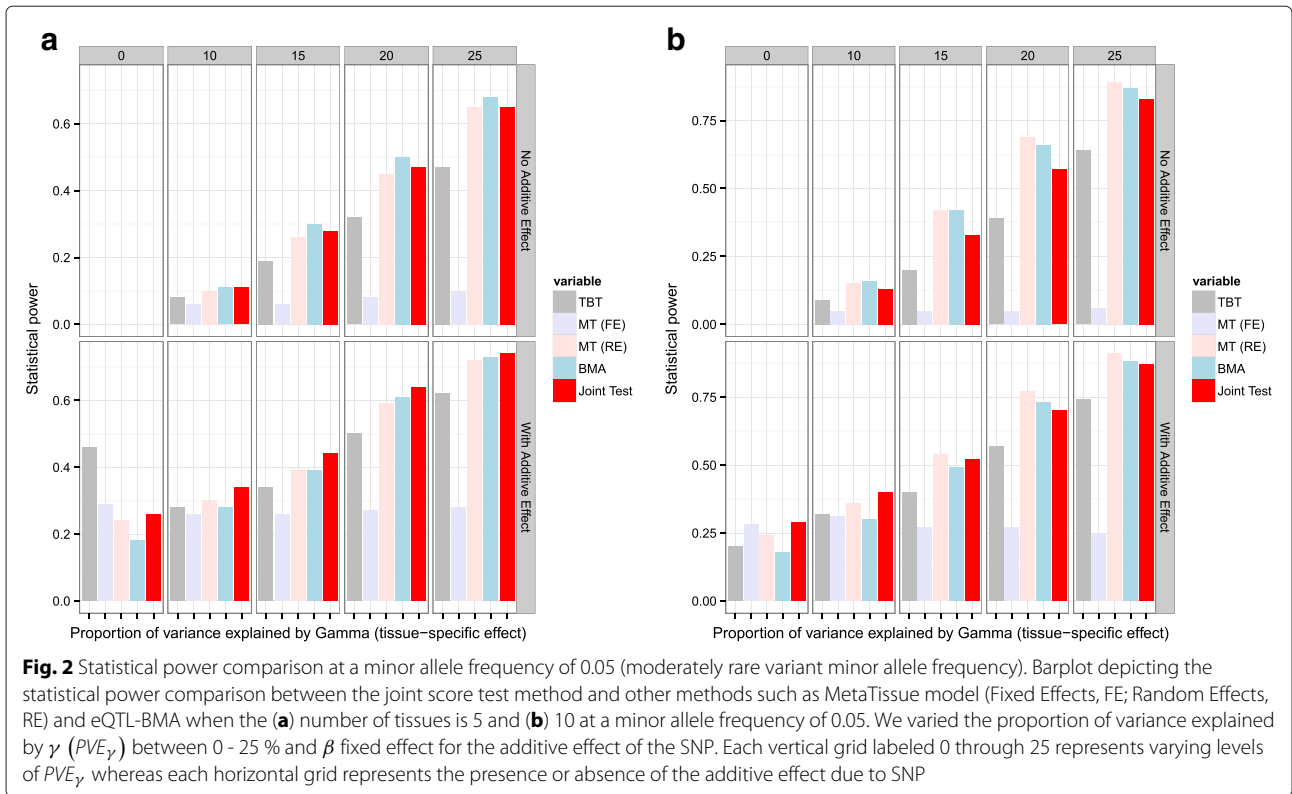 a
0 10 15 20 25
Statistical power
0.6
0.4
0.2
0.0
No Additive Effect
0.6
0.4
0.2
0.0
With Additive Effect
Proportion of variance explained by Gamma (tissue−specific effect)
variable
TBT
MT (FE)
MT (RE)
BMA
Joint Test
b
0 10 15 20 25
Statistical power
0.75
0.50
0.25
0.00
No Additive Effect
0.75
0.50
0.25
0.00
With Additive Effect
Proportion of variance explained by Gamma (tissue−specific effect)
variable
TBT
MT (FE)
MT (RE)
BMA
Joint Test
Fig. 2 Statistical power comparison at a minor allele frequency of 0.05 (moderately rare variant minor allele frequency). Barplot depicting the
statistical power comparison between the joint score test method and other methods such as MetaTissue model (Fixed Effects, FE; Random Effects,
RE) and eQTL-BMA when the (a) number of tissues is 5 and (b) 10 at a minor allele frequency of 0.05. We varied the proportion of variance explained
by γ (PVEγ) between 0 - 25 % and β fixed effect for the additive effect of the SNP. Each vertical grid labeled 0 through 25 represents varying levels
of PVEγ whereas each horizontal grid represents the presence or absence of the additive effect due to SNP